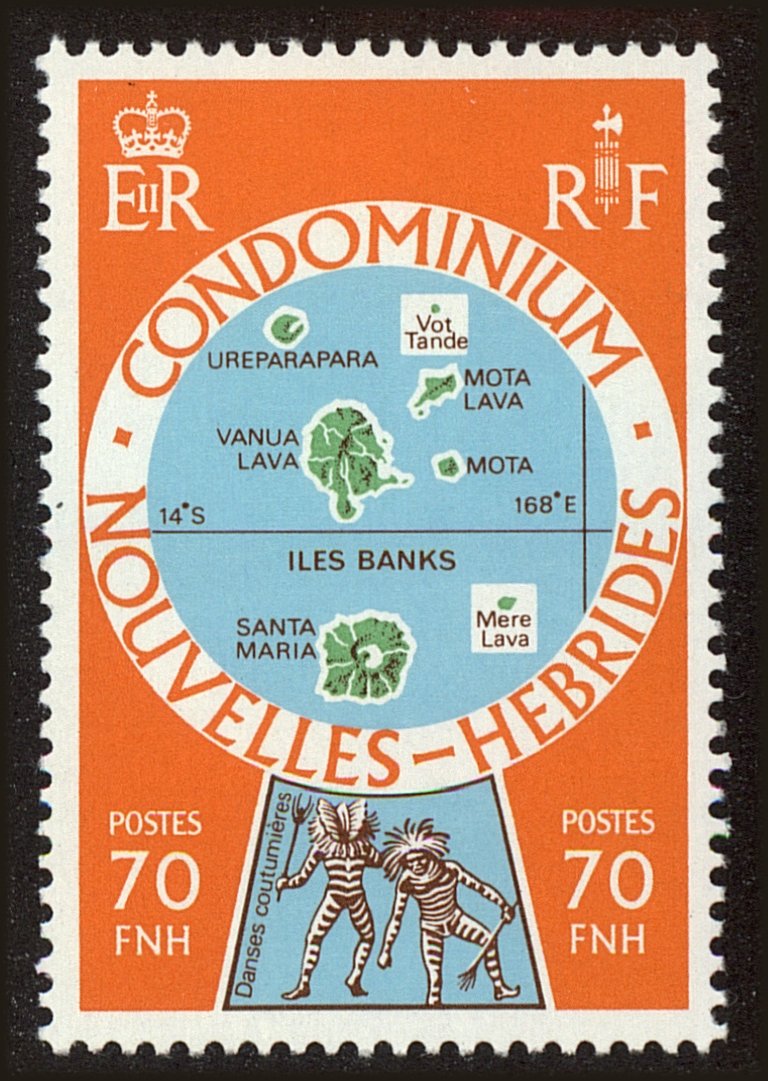 EIIR
RF
CONDOMINIUM
UREPARAPARA
Vot
Tande
MOTA
LAVA
VANUA
LAVA
MOTA
14°S
168°E
ILES BANKS
SANTA
MARIA
Mere
Lava
NOUVELLES-HEBRIDES
POSTES
70
FNH
Danses coutumières
POSTES
70
FNH